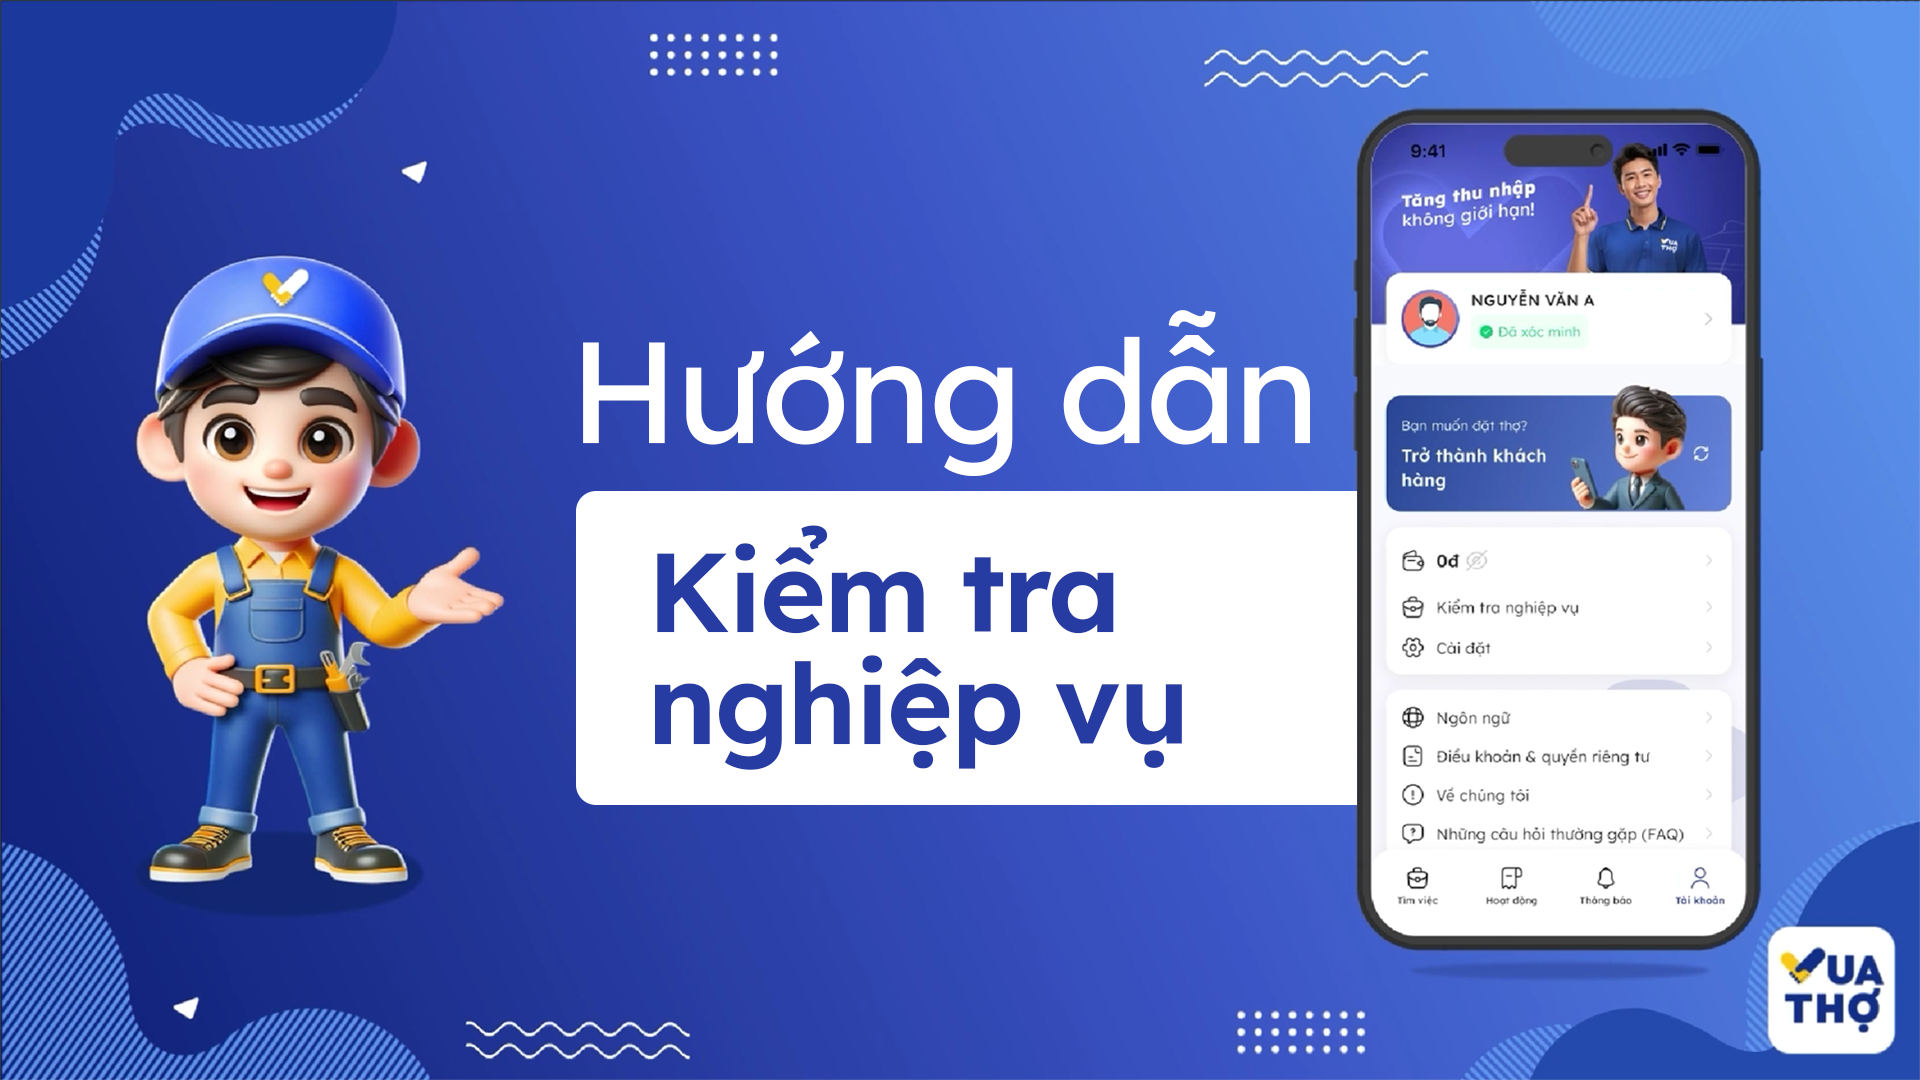 Hướng dẫn
Kiểm tra
nghiệp vụ
9:41
Tăng thu nhập
không giới hạn!
VUA
THỢ
NGUYỄN VĂN A
Đã xác minh
Bạn muốn đặt thợ?
Trở thành khách
hàng
0đ
Kiểm tra nghiệp vụ
Cài đặt
Ngôn ngữ
Điều khoản & quyền riêng tư
Về chúng tôi
Những câu hỏi thường gặp (FAQ)
Tìm việc
Hoạt động
Thông báo
Tài khoản
VUA
THỢ